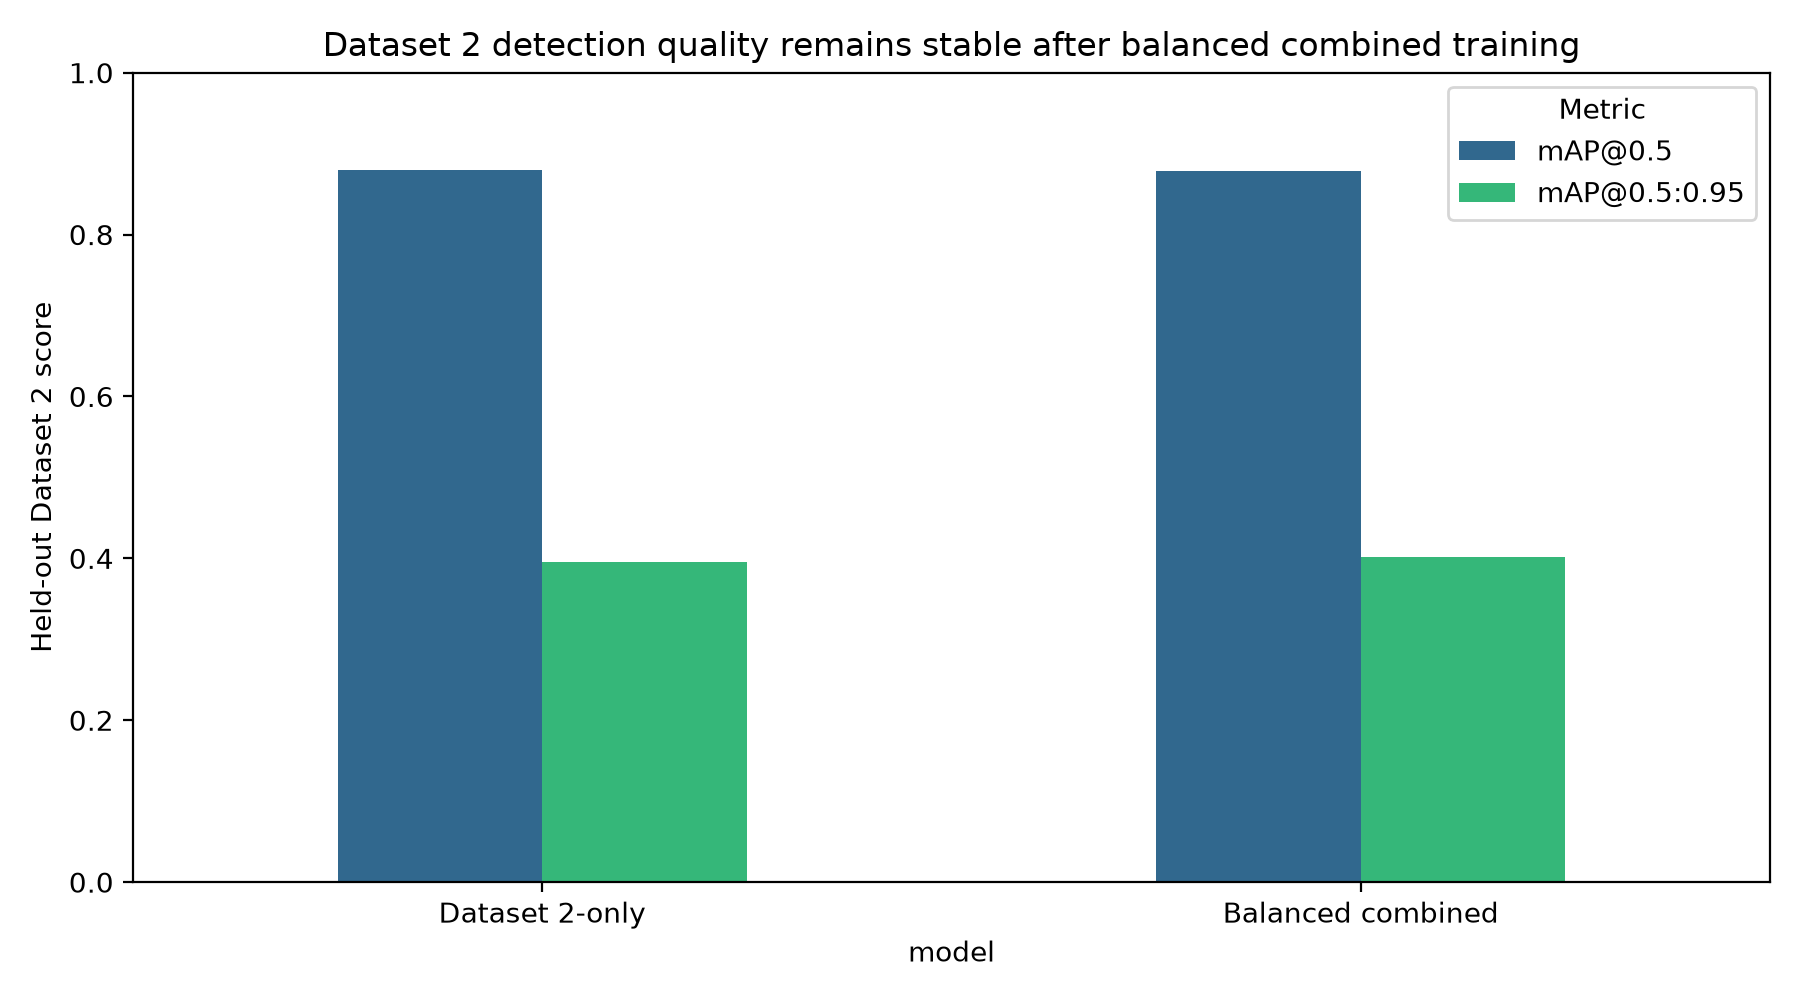 Dataset 2 detection quality remains stable after balanced combined training
1.0
0.8
0.6
0.4
0.2
0.0
Held-out Dataset 2 score
Metric
mAP@0.5
mAP@0.5:0.95
Dataset 2-only
Balanced combined
model